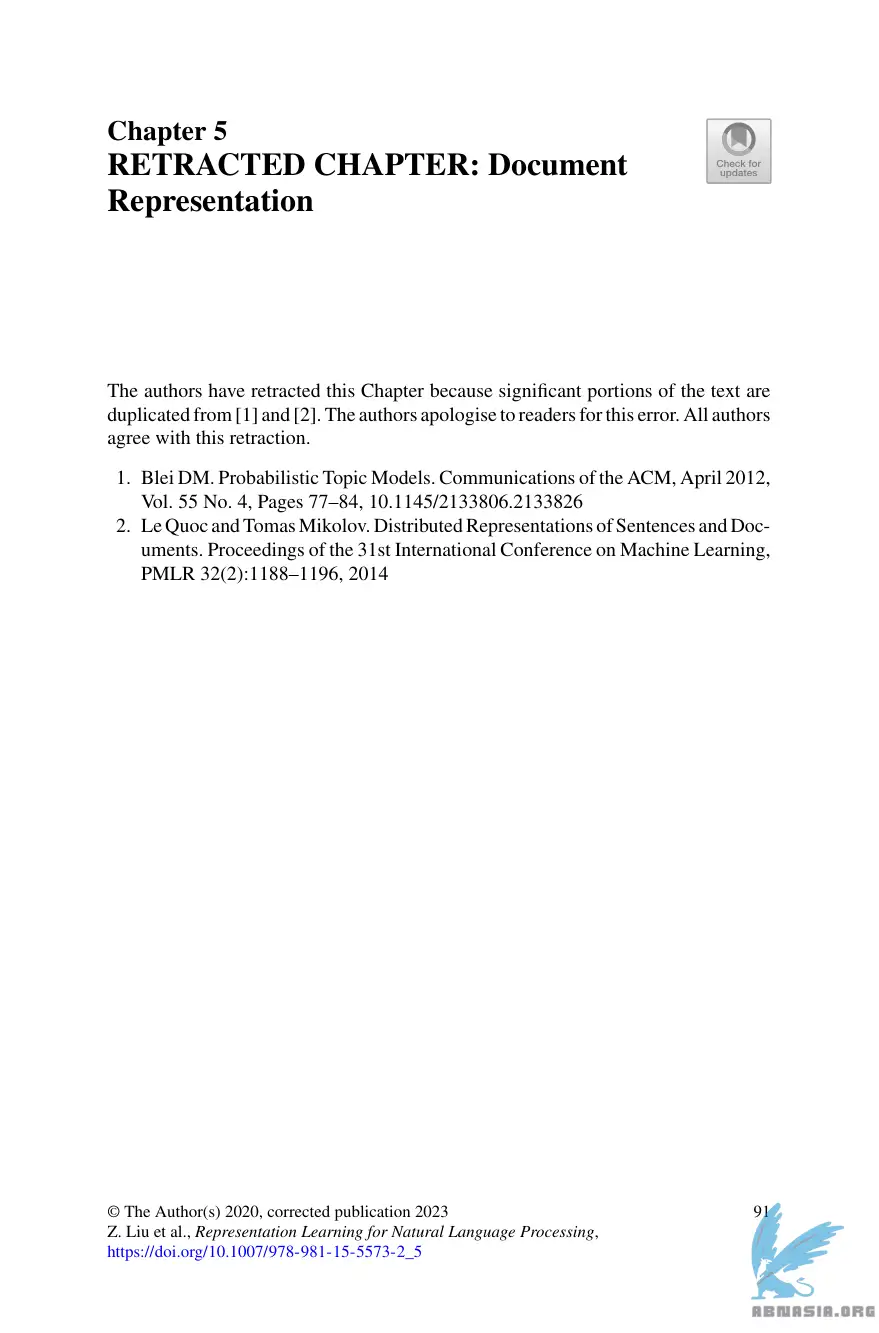 Chapter 5
RETRACTED CHAPTER: Document
Representation
Check for
updates
The authors have retracted this Chapter because significant portions of the text are
duplicated from [1] and [2]. The authors apologise to readers for this error. All authors
agree with this retraction.
1. Blei DM. Probabilistic Topic Models. Communications of the ACM, April 2012,
Vol. 55 No. 4, Pages 77–84, 10.1145/2133806.2133826
2. Le Quoc and Tomas Mikolov. Distributed Representations of Sentences and Doc-
uments. Proceedings of the 31st International Conference on Machine Learning,
PMLR 32(2):1188–1196, 2014
© The Author(s) 2020, corrected publication 2023
91
Z. Liu et al., Representation Learning for Natural Language Processing,
https://doi.org/10.1007/978-981-15-5573-2_5
ABNASIA.ORG